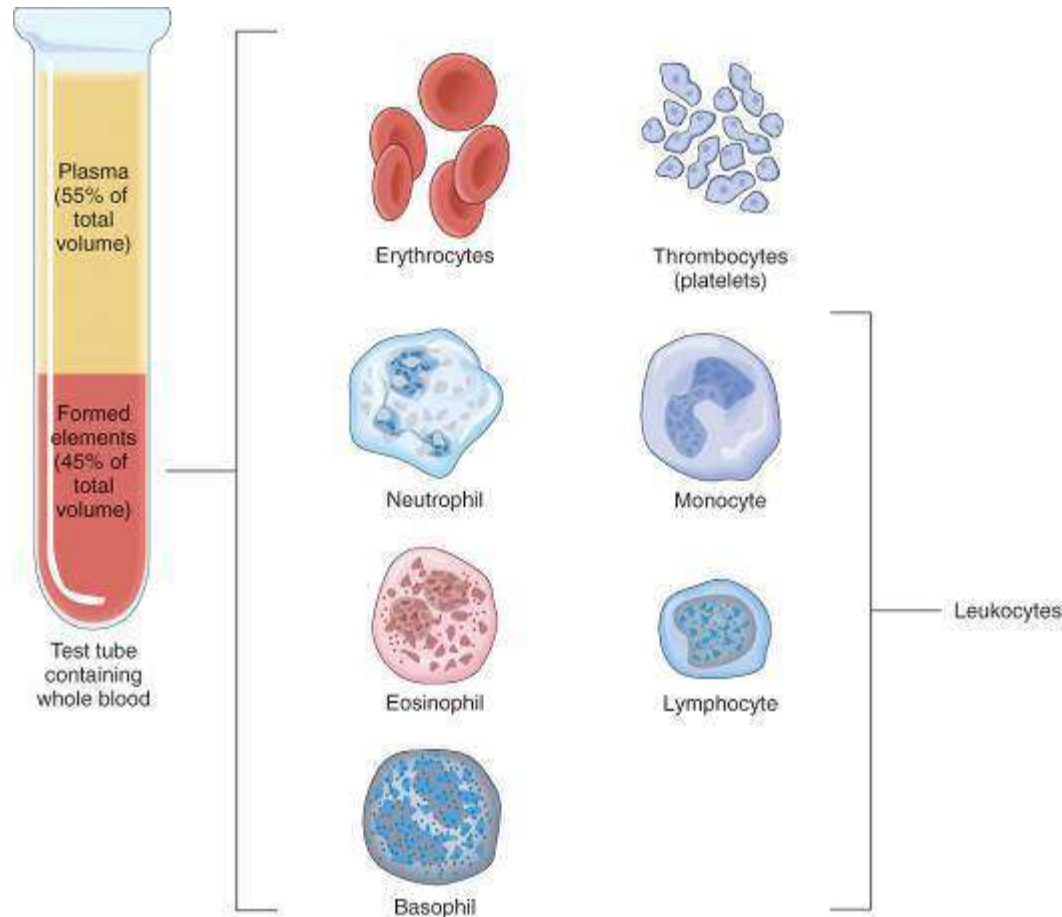 Plasma
(55% of
total
volume)
Formed
elements
(45% of
total
volume)
Test tube
containing
whole blood
Erythrocytes
Thrombocytes
(platelets)
Neutrophil
Monocyte
Eosinophil
Lymphocyte
Basophil
Leukocytes